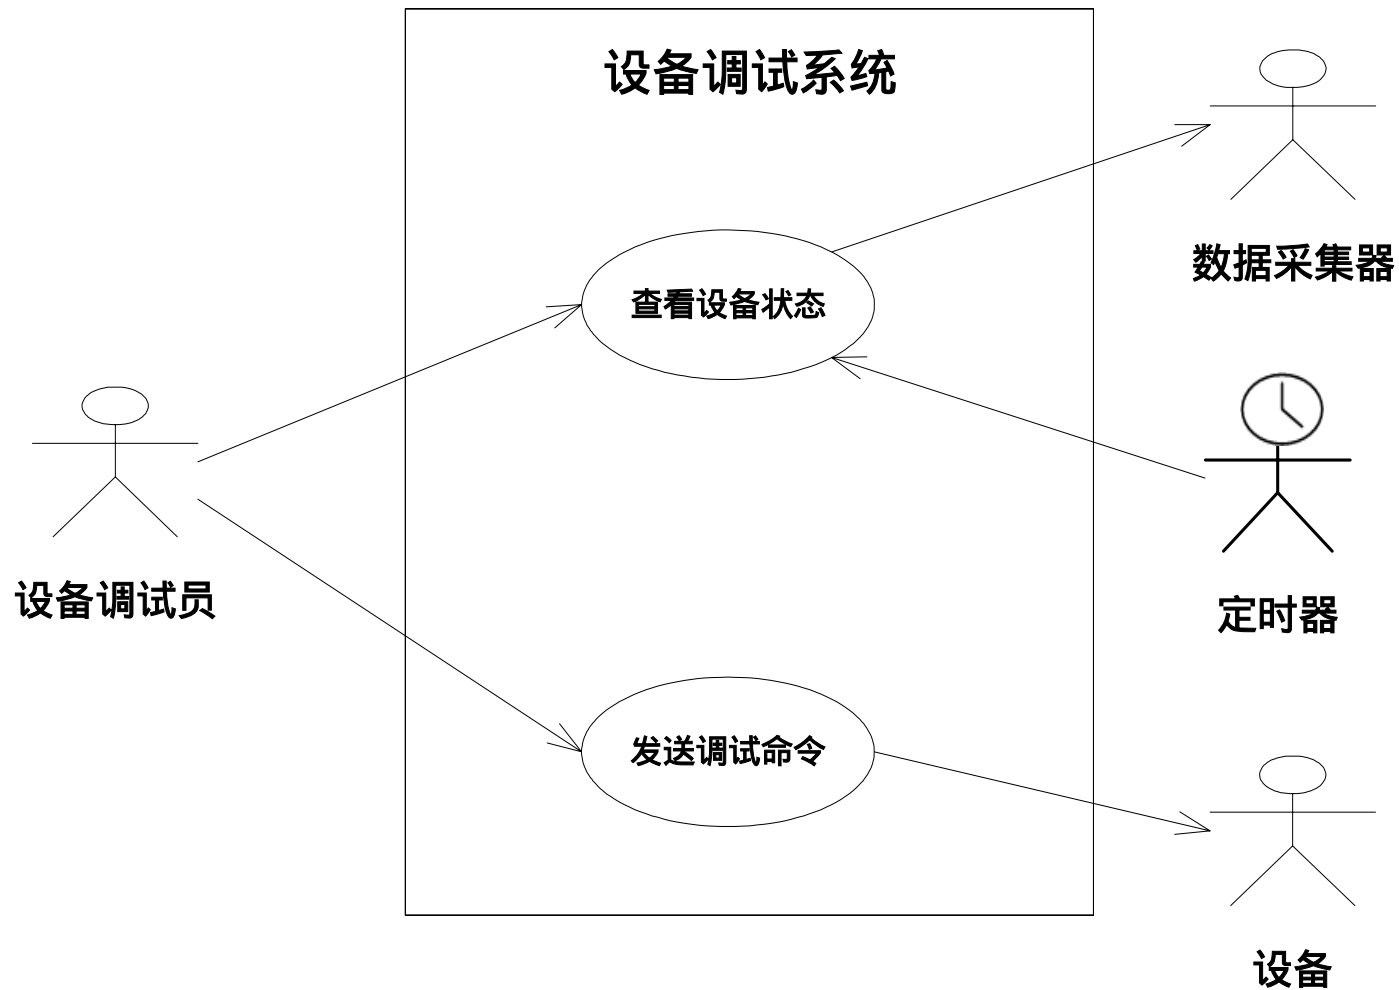 设备调试系统
数据采集器
查看设备状态
设备调试员
定时器
发送调试命令
设备